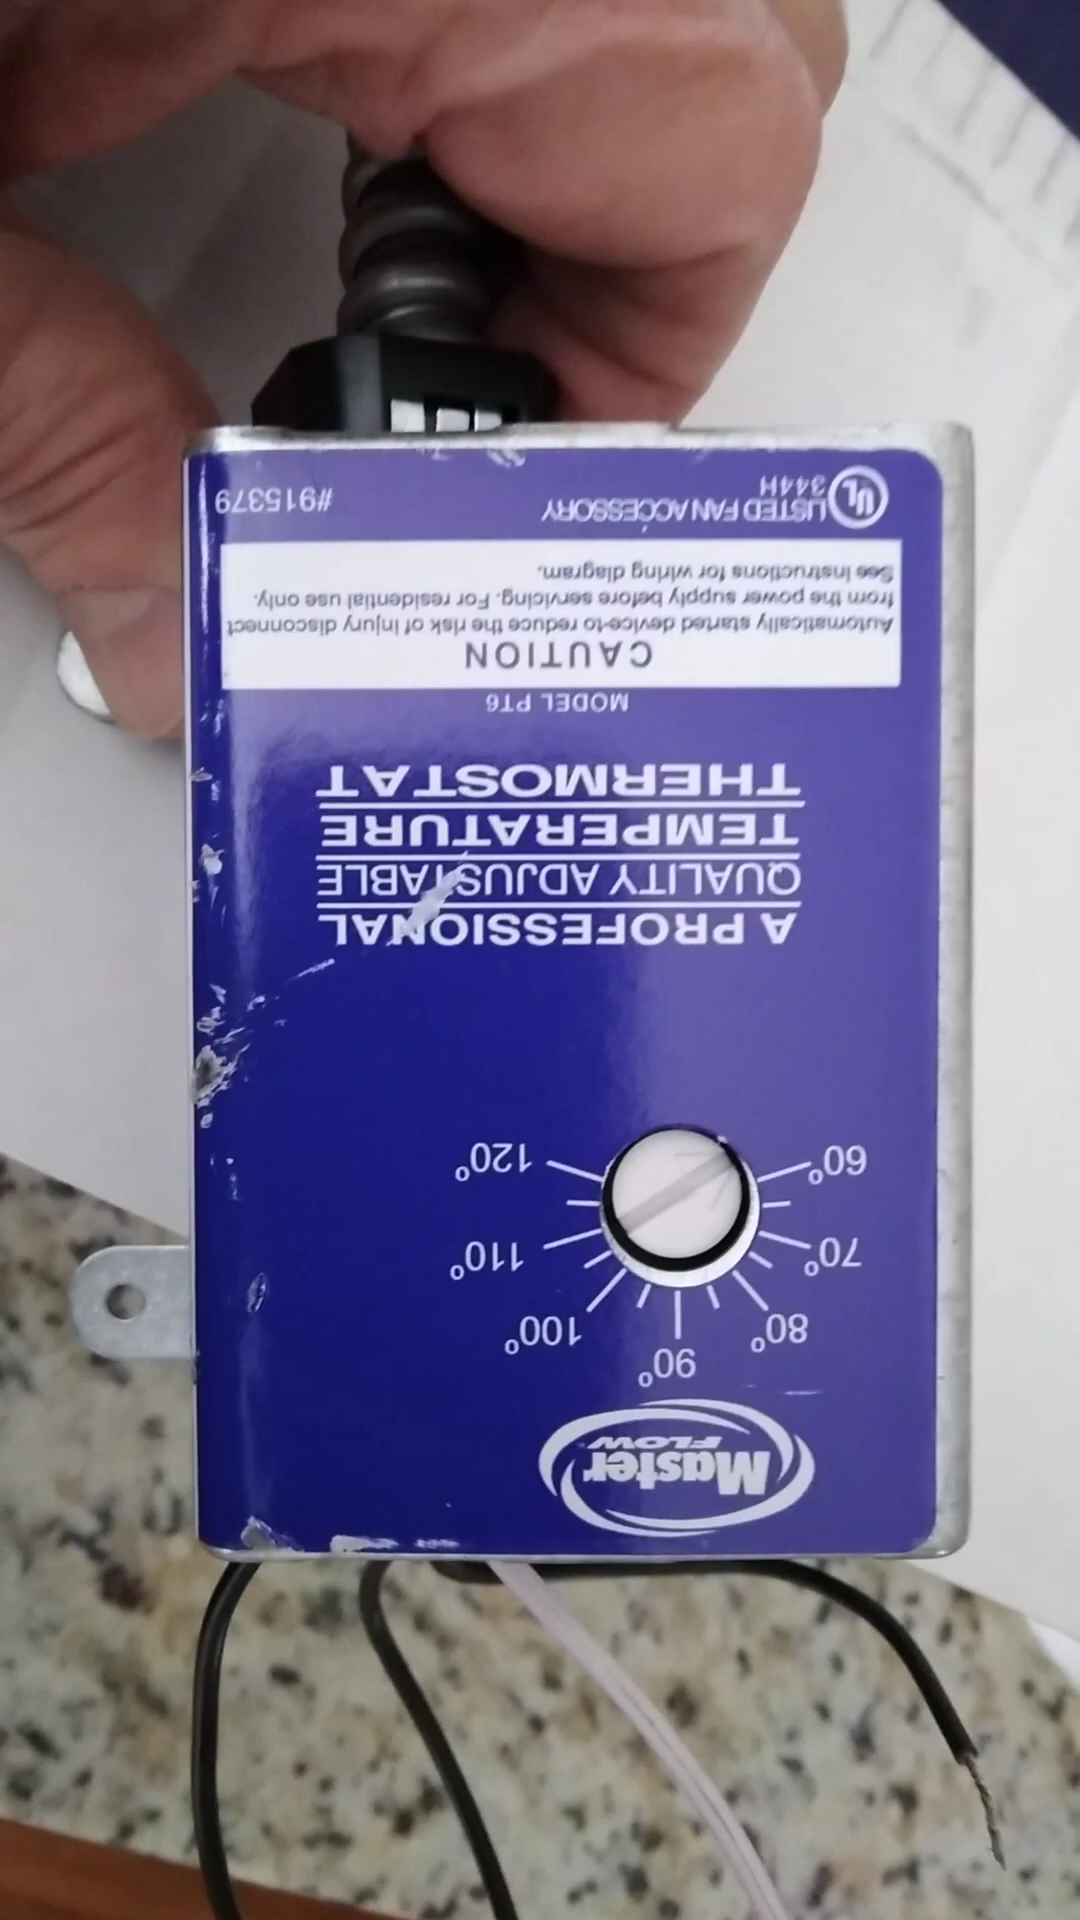 Master
FLOW
90°
80°
100°
70°
110°
60°
120°
A PROFESSIONAL
QUALITY ADJUSTABLE
TEMPERATURE
THERMOSTAT
MODEL PT6
CAUTION
Automatically started device-to reduce the risk of injury disconnect
from the power supply before servicing. For residential use only.
See instructions for wiring diagram.
UL
LISTED FAN ACCESSORY
344H
#915379